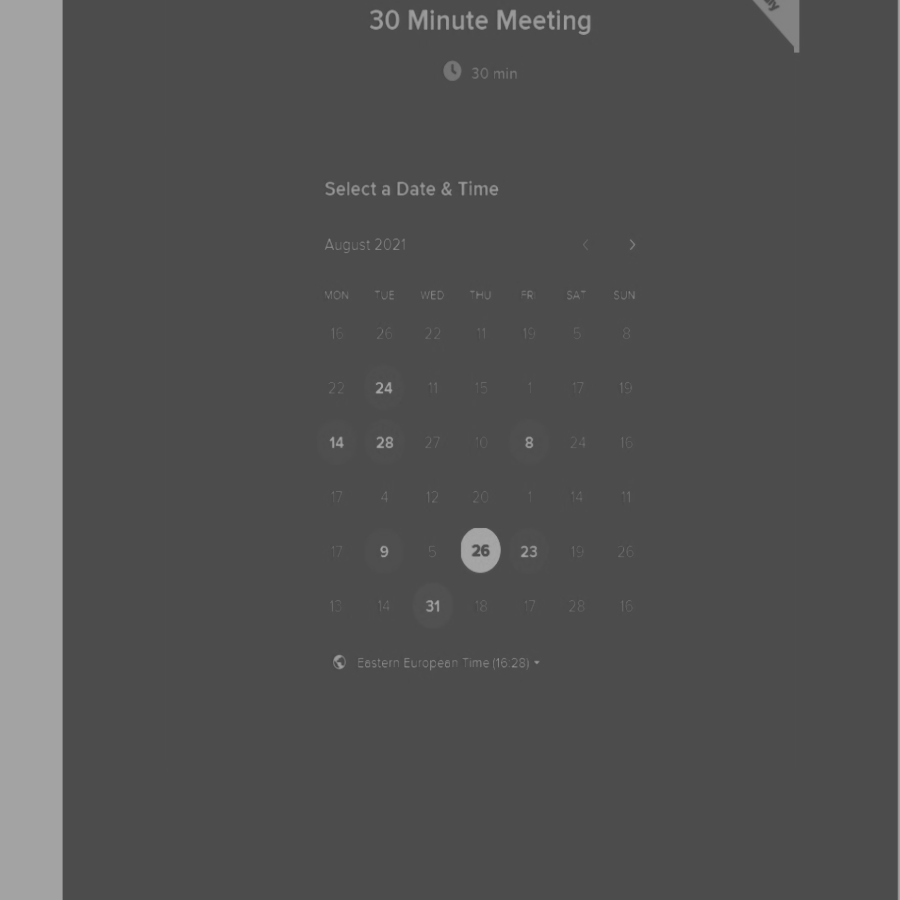 30 Minute Meeting
30 min
Select a Date & Time
August 2021
MON TUE WED THU FRI SAT SUN
16 26 22 11 19 5 8
22 24 11 15 1 17 19
14 28 27 10 8 24 16
17 4 12 20 1 14 11
17 9 5 26 23 19 26
13 14 31 18 17 28 16
Eastern European Time (16:28)